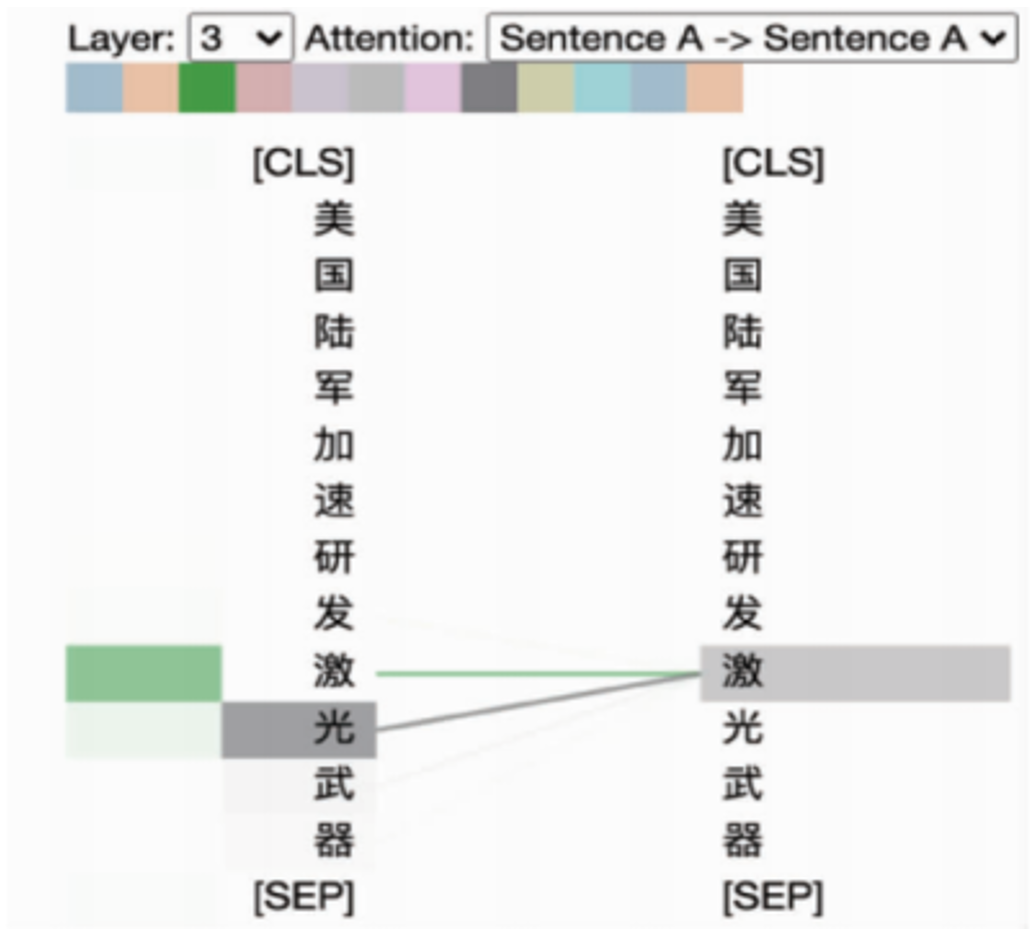 Layer: 3 Attention: Sentence A -> Sentence A
[CLS] [CLS]
美 美
国 国
陆 陆
军 军
加 加
速 速
研 研
发 发
激 激
光 光
武 武
器 器
[SEP] [SEP]